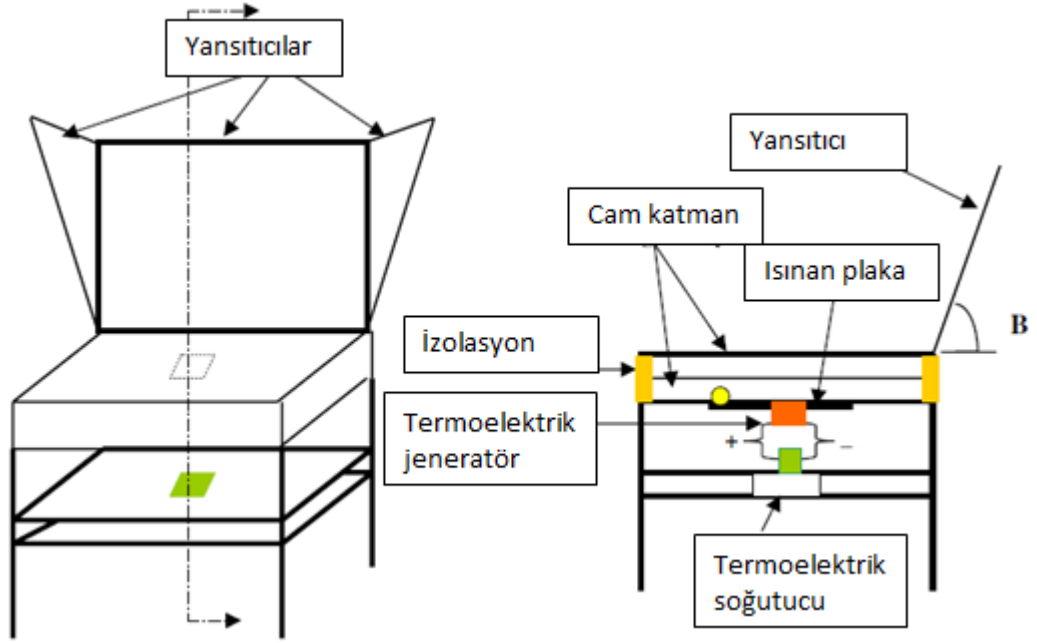 Yansıtıcılar
Yansıtıcı
Cam katman
Isınan plaka
İzolasyon
B
Termoelektrik
jeneratör
+
–
Termoelektrik
soğutucu